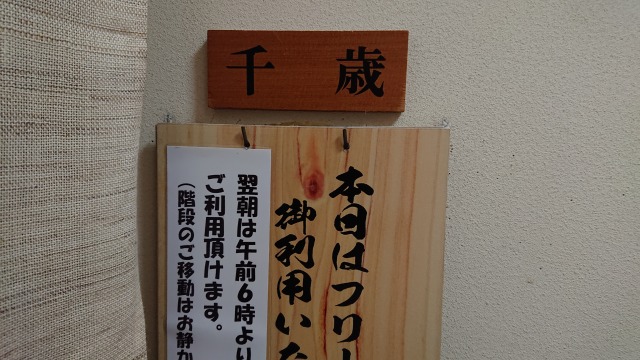 千歳
本日はフリー
御利用いた
翌朝は午前6時より
ご利用頂けます。
(階段のご移動はお静か